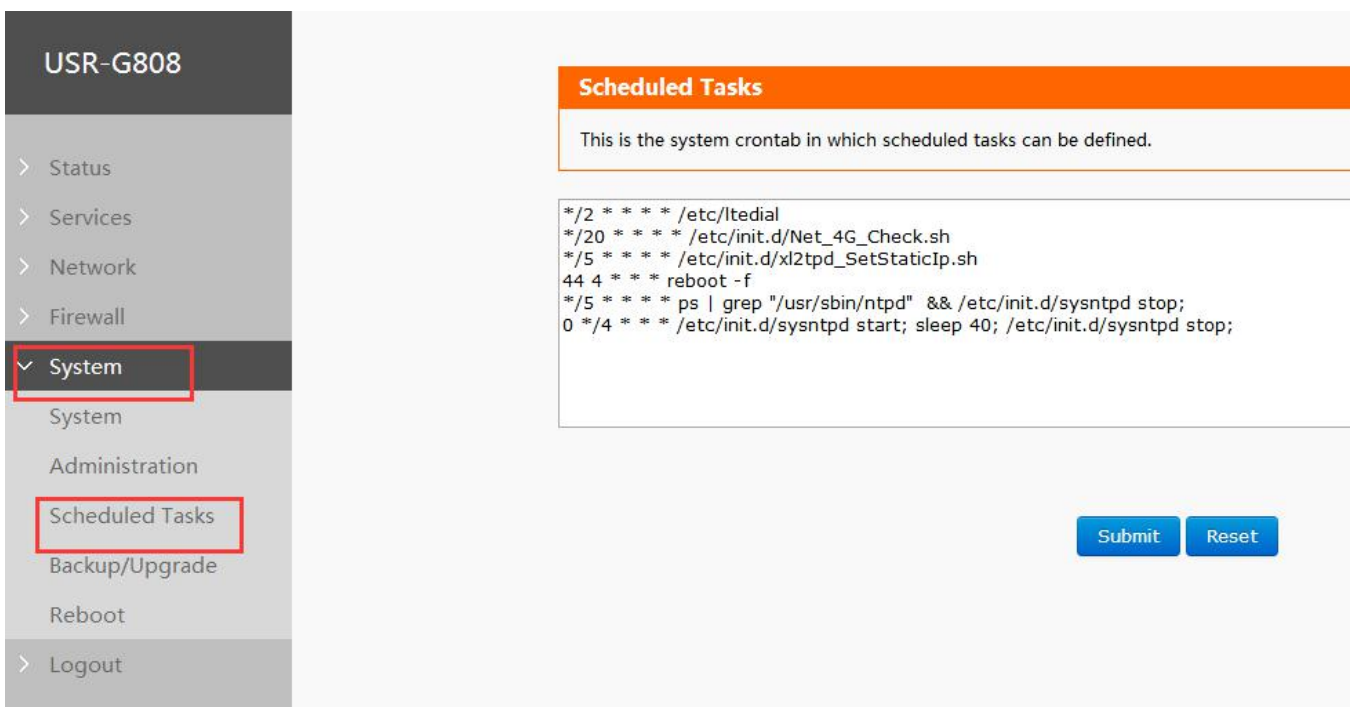 USR-G808
Status
Services
Network
Firewall
System
System
Administration
Scheduled Tasks
Backup/Upgrade
Reboot
Logout
Scheduled Tasks
This is the system crontab in which scheduled tasks can be defined.
*/2 * * * * /etc/ltedial
*/20 * * * * /etc/init.d/Net_4G_Check.sh
*/5 * * * * /etc/init.d/xl2tpd_SetStaticIp.sh
44 4 * * * reboot -f
*/5 * * * * ps | grep "/usr/sbin/ntpd"  && /etc/init.d/sysntpd stop;
0 */4 * * * /etc/init.d/sysntpd start; sleep 40; /etc/init.d/sysntpd stop;
Submit
Reset